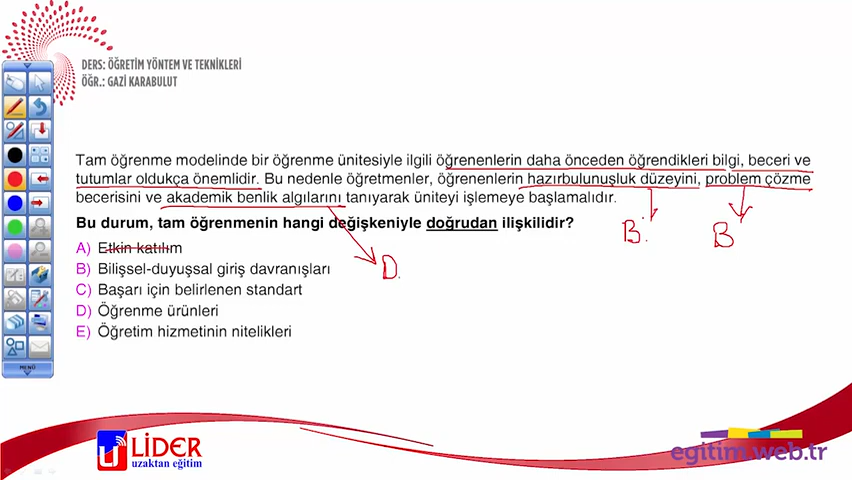 DERS: ÖĞRETİM YÖNTEM VE TEKNİKLERİ
ÖĞR.: GAZİ KARABULUT
Tam öğrenme modelinde bir öğrenme ünitesiyle ilgili öğrenenlerin daha önceden öğrendikleri bilgi, beceri ve
tutumlar oldukça önemlidir. Bu nedenle öğretmenler, öğrenenlerin hazırbulunuşluk düzeyini, problem çözme
becerisini ve akademik benlik algılarını tanıyarak üniteyi işlemeye başlamalıdır.
Bu durum, tam öğrenmenin hangi değişkeniyle doğrudan ilişkilidir?
B.
B
A) Etkin katılım
D.
B) Bilişsel-duyuşsal giriş davranışları
C) Başarı için belirlenen standart
D) Öğrenme ürünleri
E) Öğretim hizmetinin nitelikleri
MENÜ
LİDER
uzaktan eğitim
egitim.web.tr